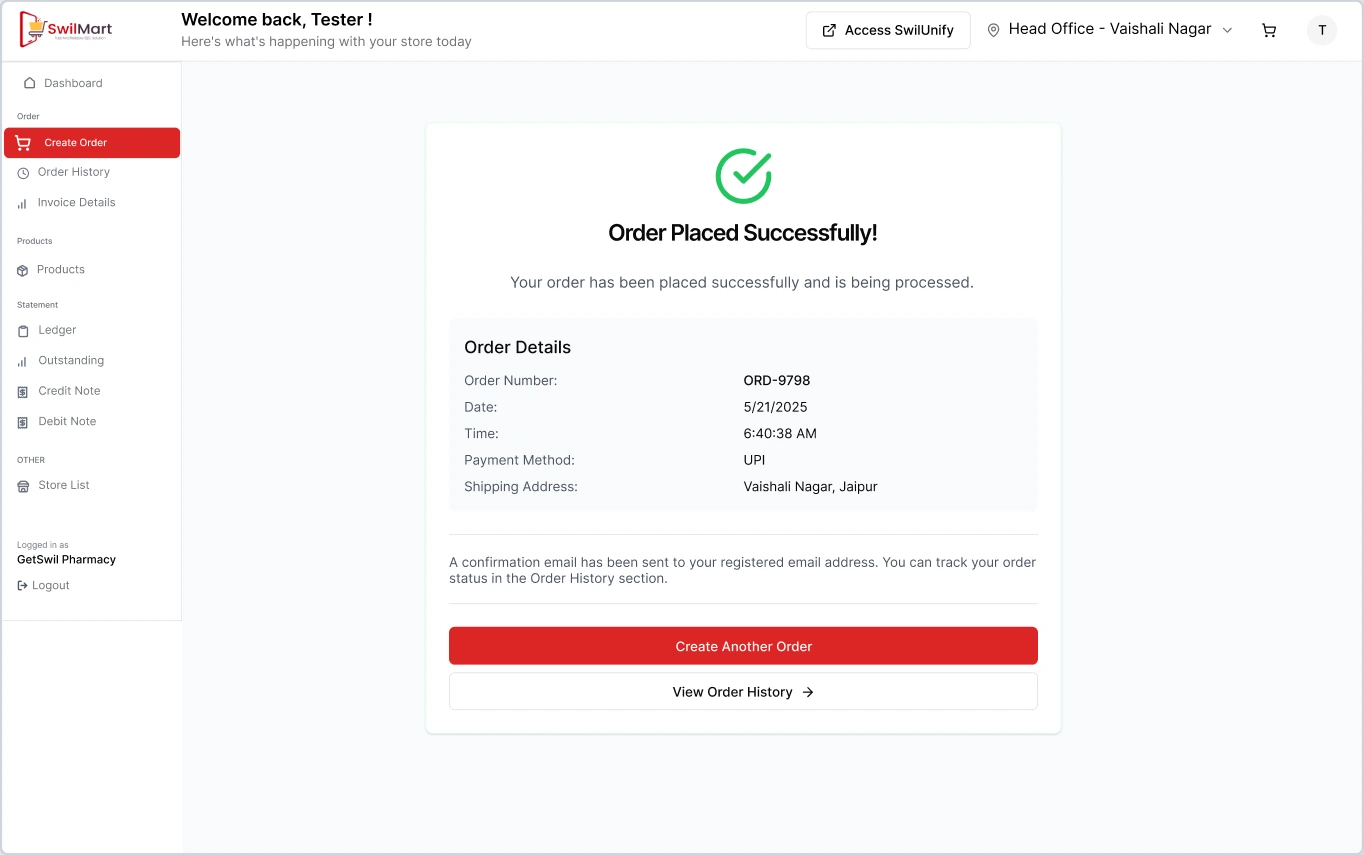 SwilMart
Welcome back, Tester !
Here's what's happening with your store today
Access SwilUnify
Head Office - Vaishali Nagar
T
Dashboard
Order
Create Order
Order History
Invoice Details
Products
Products
Statement
Ledger
Outstanding
Credit Note
Debit Note
OTHER
Store List
Logged in as
GetSwil Pharmacy
Logout
Order Placed Successfully!
Your order has been placed successfully and is being processed.
Order Details
Order Number: ORD-9798
Date: 5/21/2025
Time: 6:40:38 AM
Payment Method: UPI
Shipping Address: Vaishali Nagar, Jaipur
A confirmation email has been sent to your registered email address. You can track your order
status in the Order History section.
Create Another Order
View Order History →